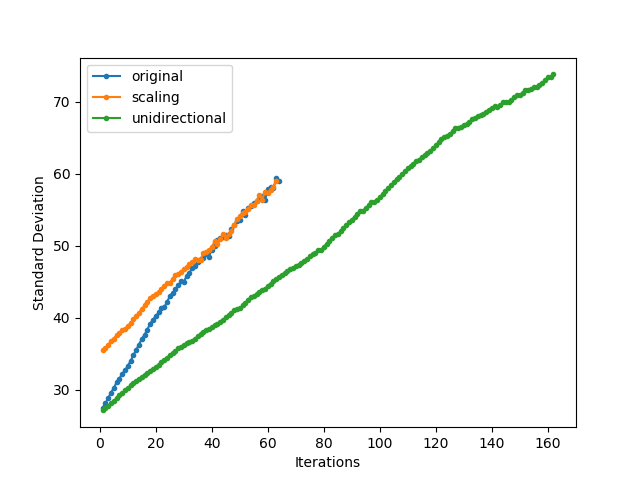 original
scaling
unidirectional
70
60
50
40
30
Standard Deviation
0 20 40 60 80 100 120 140 160
Iterations